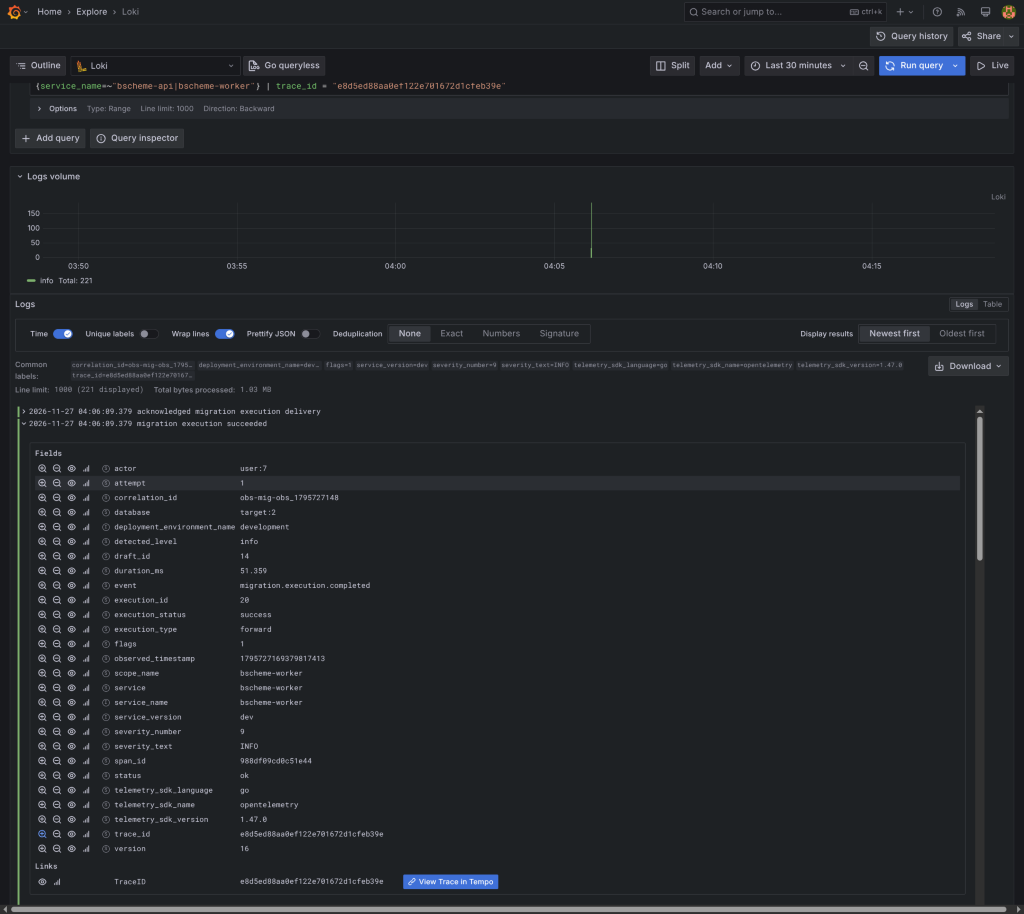 Home › Explore › Loki
Search or jump to... ctrl+k
Query history Share
Outline Loki Go queryless Split Add Last 30 minutes Run query Live
{service_name=~"bscheme-api|bscheme-worker"} | trace_id = "e8d5ed88aa0ef122e701672d1cfeb39e"
Options Type: Range Line limit: 1000 Direction: Backward
Add query Query inspector
Logs volume
Loki
150
100
50
0
03:50 03:55 04:00 04:05 04:10 04:15
info Total: 221
Logs
Logs Table
Time Unique labels Wrap lines Prettify JSON Deduplication None Exact Numbers Signature Display results Newest first Oldest first
Common labels: correlation_id=obs-mig-obs_1795… deployment_environment_name=dev… flags=1 service_version=dev severity_number=9 severity_text=INFO telemetry_sdk_language=go telemetry_sdk_name=opentelemetry telemetry_sdk_version=1.47.0
trace_id=e8d5ed88aa0ef122e70167…
Download
Line limit: 1000 (221 displayed) Total bytes processed: 1.03 MB
2026-11-27 04:06:09.379 acknowledged migration execution delivery
2026-11-27 04:06:09.379 migration execution succeeded
Fields
actor user:7
attempt 1
correlation_id obs-mig-obs_1795727148
database target:2
deployment_environment_name development
detected_level info
draft_id 14
duration_ms 51.359
event migration.execution.completed
execution_id 20
execution_status success
execution_type forward
flags 1
observed_timestamp 1795727169379817413
scope_name bscheme-worker
service bscheme-worker
service_name bscheme-worker
service_version dev
severity_number 9
severity_text INFO
span_id 988df09cd0c51e44
status ok
telemetry_sdk_language go
telemetry_sdk_name opentelemetry
telemetry_sdk_version 1.47.0
trace_id e8d5ed88aa0ef122e701672d1cfeb39e
version 16
Links
TraceID e8d5ed88aa0ef122e701672d1cfeb39e View Trace in Tempo